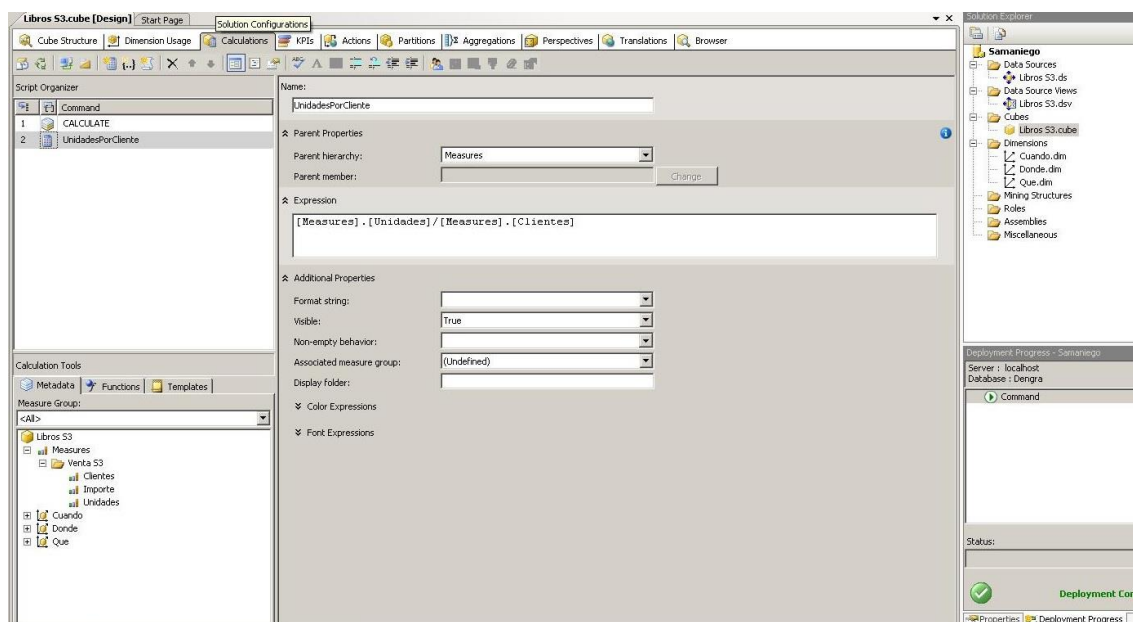 Libros S3.cube [Design] Start Page
Solution Configurations
Cube Structure Dimension Usage Calculations KPIs Actions Partitions Aggregations Perspectives Translations Browser
Script Organizer
Command
1 CALCULATE
2 UnidadesPorCliente
Calculation Tools
Metadata Functions Templates
Measure Group:
<All>
Libros S3
Measures
Venta S3
Clientes
Importe
Unidades
Cuando
Donde
Que
Name:
UnidadesPorCliente
Parent Properties
Parent hierarchy: Measures
Parent member: Change
Expression
[Measures].[Unidades]/[Measures].[Clientes]
Additional Properties
Format string:
Visible: True
Non-empty behavior:
Associated measure group: (Undefined)
Display folder:
Color Expressions
Font Expressions
Solution Explorer
Samaniego
Data Sources
Libros S3.ds
Data Source Views
Libros S3.dsv
Cubes
Libros S3.cube
Dimensions
Cuando.dim
Donde.dim
Que.dim
Mining Structures
Roles
Assemblies
Miscellaneous
Deployment Progress - Samaniego
Server : localhost
Database : Dengra
Command
Status:
Deployment Cor
Properties Deployment Progress